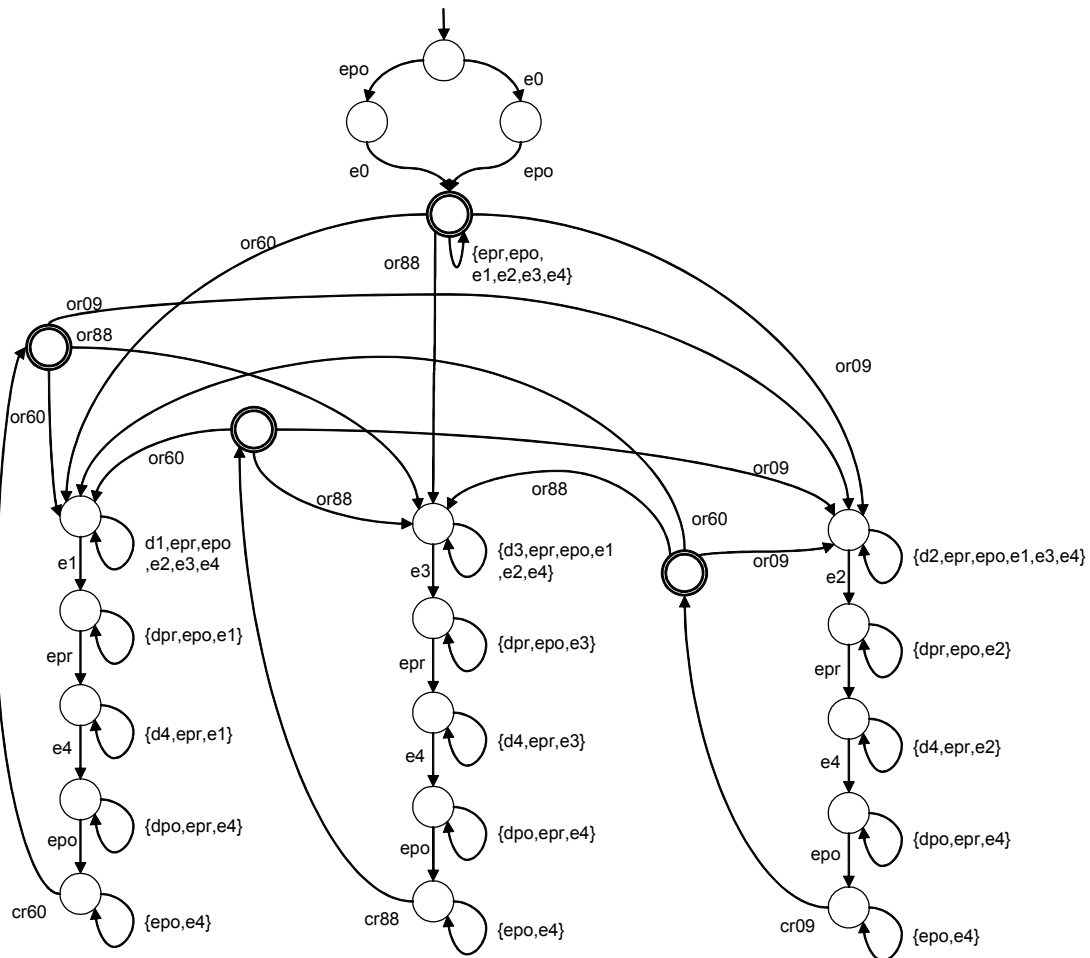 epo
e0
e0
epo
or60
or88
{epr,epo,
e1,e2,e3,e4}
or09
or88
or09
or60
or60
or88
or09
or88
or60
or09
e1
d1,epr,epo
,e2,e3,e4
e3
{d3,epr,epo,e1
,e2,e4}
e2
{d2,epr,epo,e1,e3,e4}
epr
{dpr,epo,e1}
epr
{dpr,epo,e3}
epr
{dpr,epo,e2}
e4
{d4,epr,e1}
e4
{d4,epr,e3}
e4
{d4,epr,e2}
epo
{dpo,epr,e4}
epo
{dpo,epr,e4}
epo
{dpo,epr,e4}
cr60
{epo,e4}
cr88
{epo,e4}
cr09
{epo,e4}